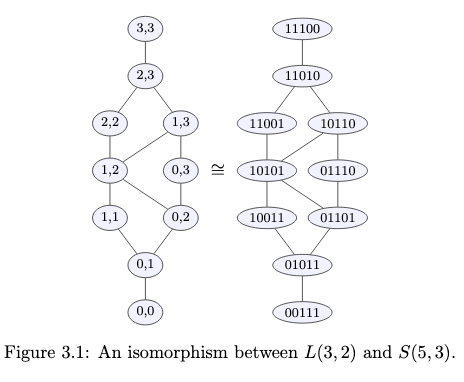 3,3 11100
2,3 11010
2,2 1,3 11001 10110
1,2 0,3 ≅ 10101 01110
1,1 0,2 10011 01101
0,1 01011
0,0 00111
Figure 3.1: An isomorphism between L(3, 2) and S(5, 3).